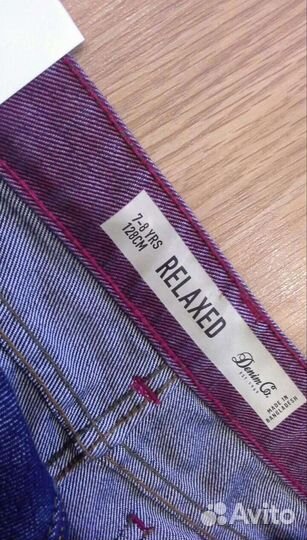 7-8 YRS
128CM
RELAXED
Denim Co.
MADE IN
BANGLADESH
Avito